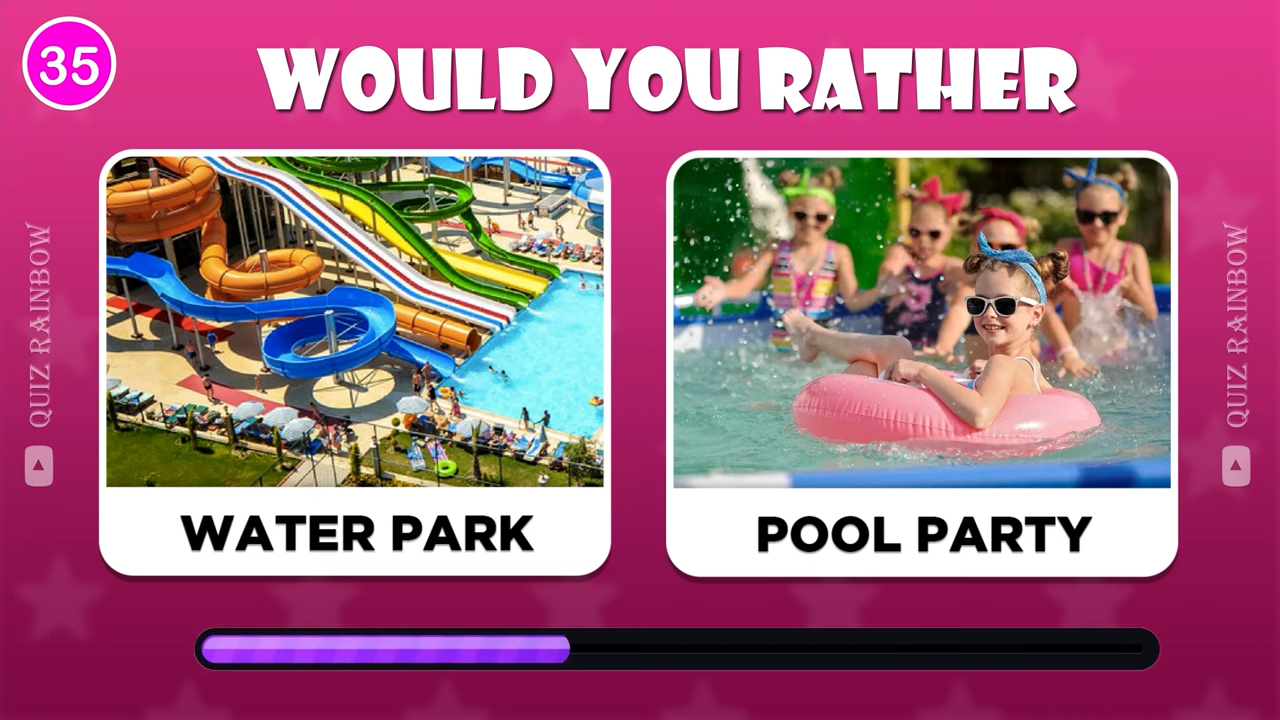 35
WOULD YOU RATHER
QUIZ RAINBOW
QUIZ RAINBOW
WATER PARK
POOL PARTY